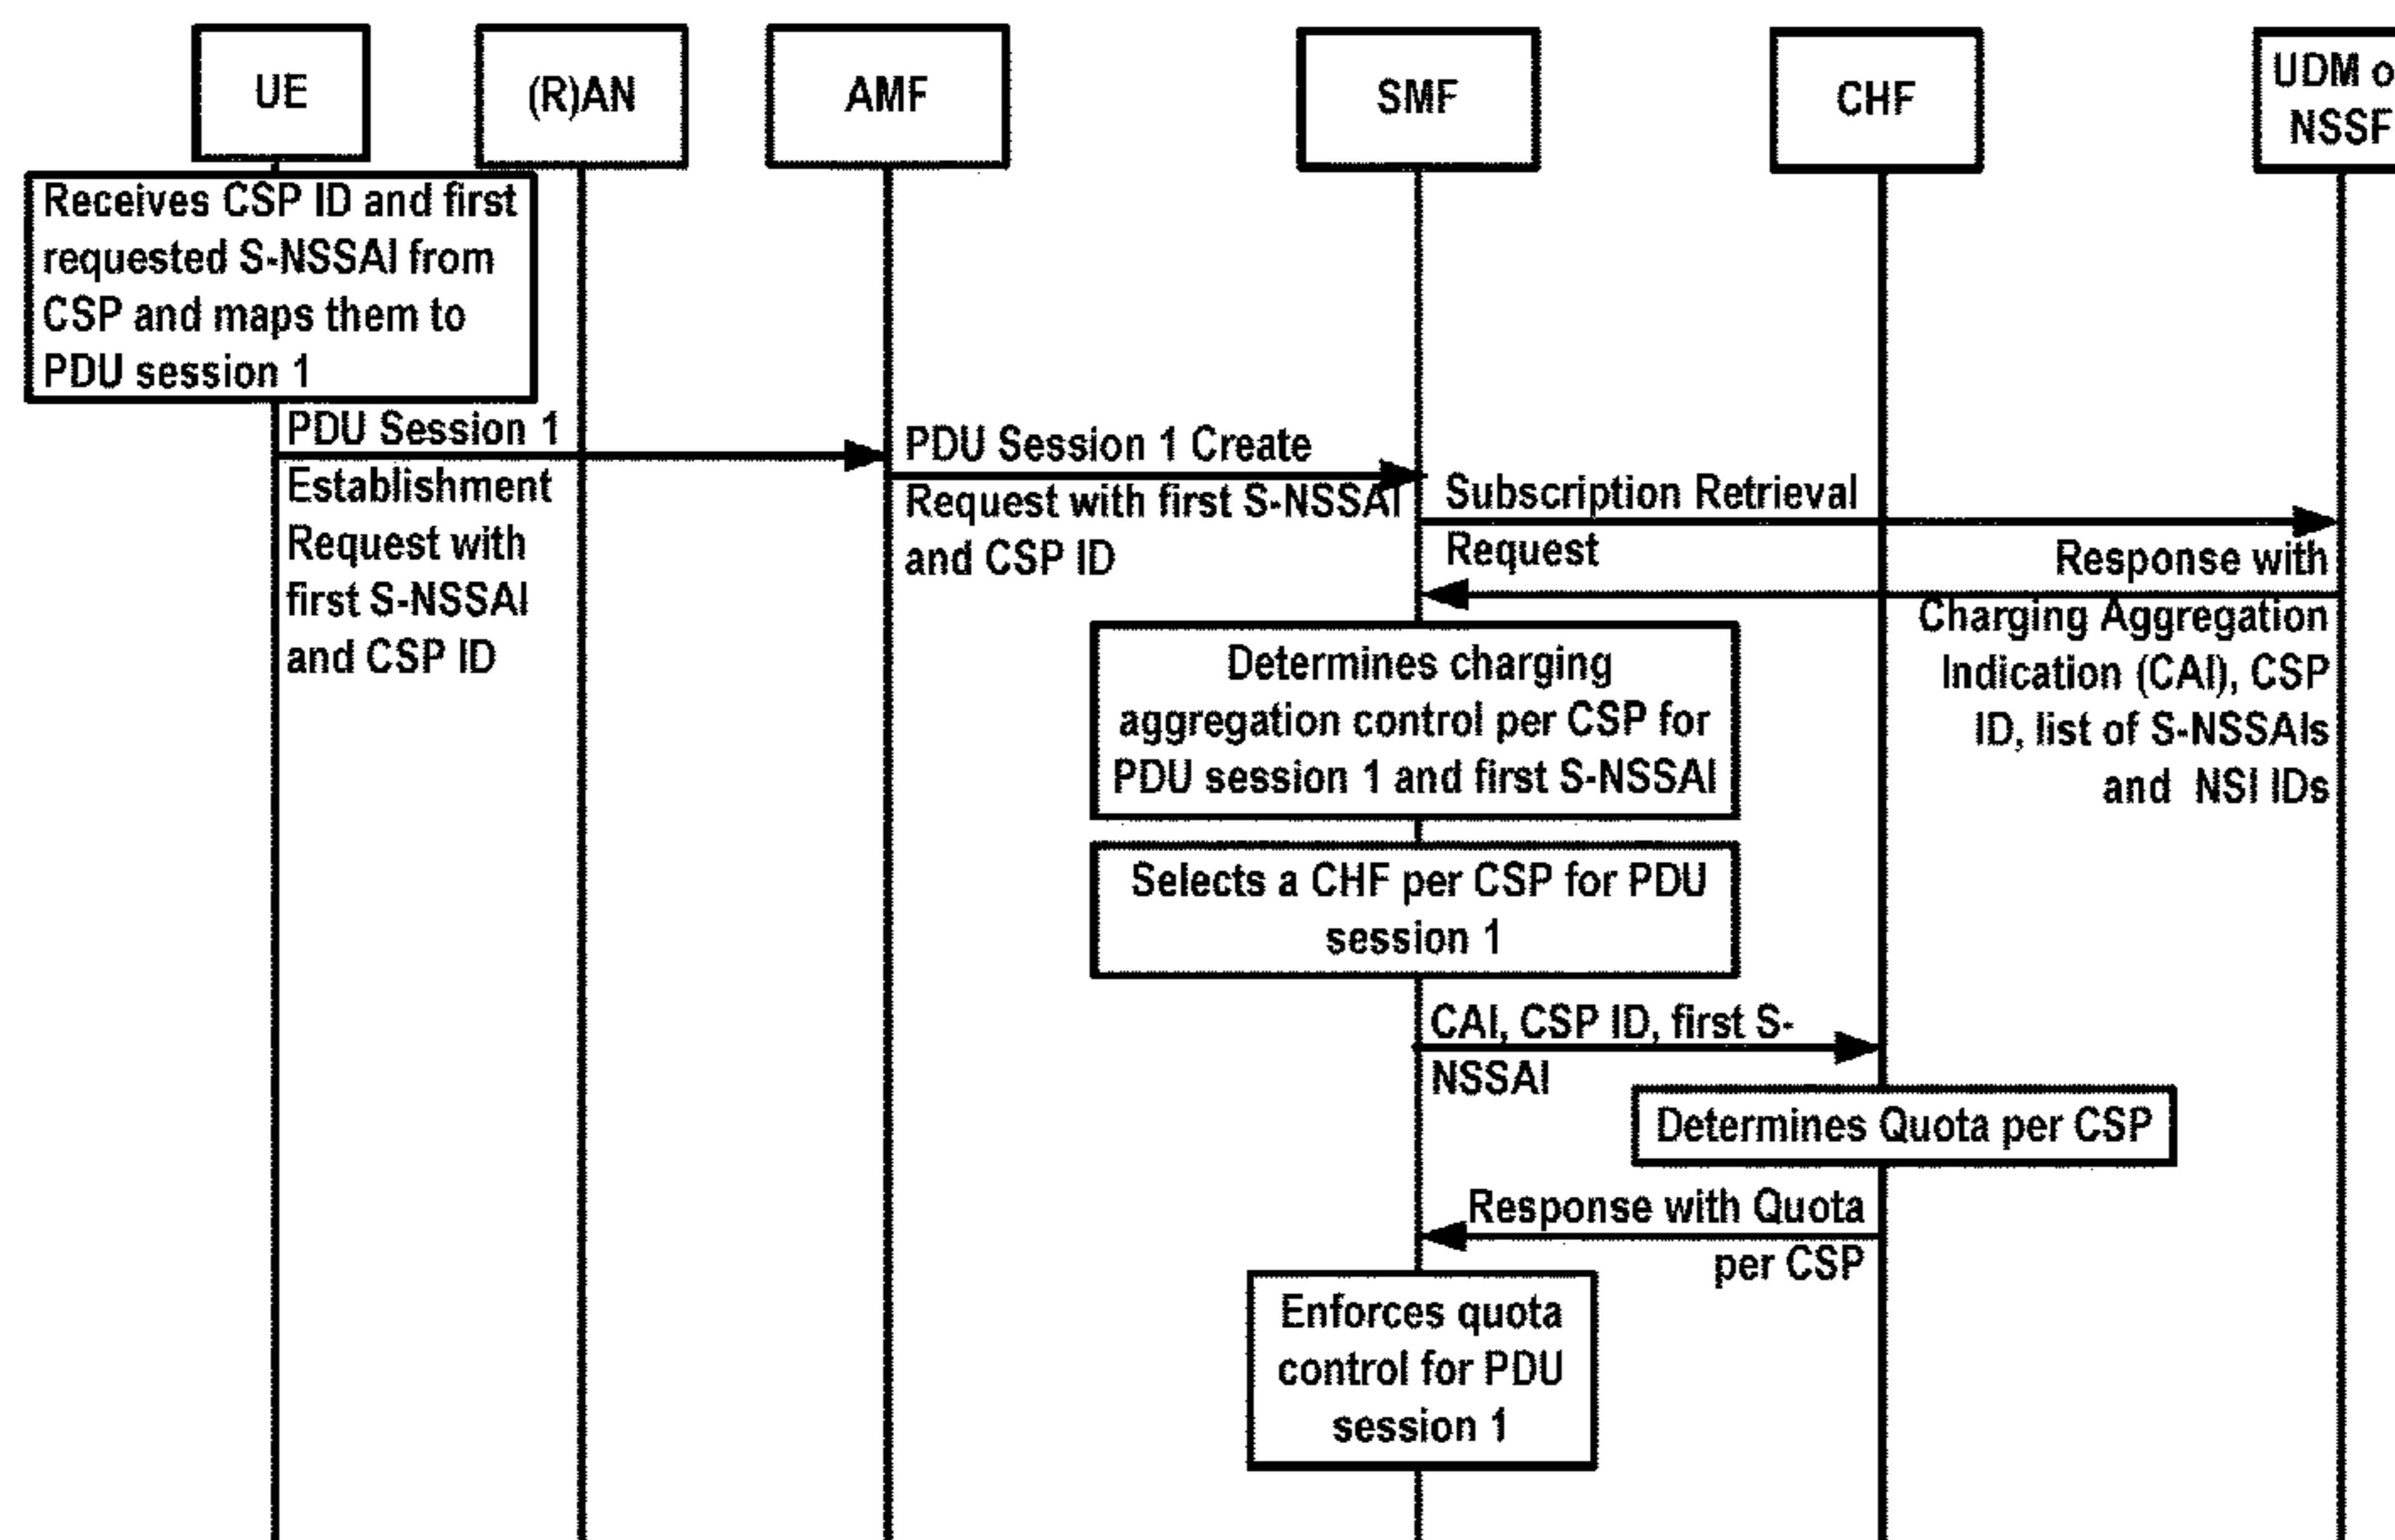 UE
(R)AN
AMF
SMF
CHF
UDM o
NSSF
Receives CSP ID and first
requested S-NSSAI from
CSP and maps them to
PDU session 1
PDU Session 1
Establishment
Request with
first S-NSSAI
and CSP ID
PDU Session 1 Create
Request with first S-NSSAI
and CSP ID
Subscription Retrieval
Request
Response with
Charging Aggregation
Indication (CAI), CSP
ID, list of S-NSSAIs
and NSI IDs
Determines charging
aggregation control per CSP for
PDU session 1 and first S-NSSAI
Selects a CHF per CSP for PDU
session 1
CAI, CSP ID, first S-
NSSAI
Determines Quota per CSP
Response with Quota
per CSP
Enforces quota
control for PDU
session 1